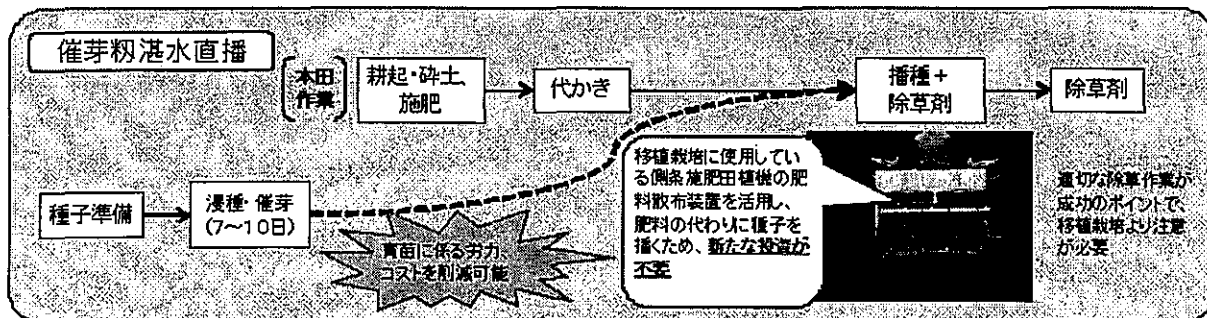 催芽籾湛水直播
本田
作業
耕起・砕土、
施肥
代かき
播種+
除草剤
除草剤
種子準備
浸種・催芽
(7～10日)
育苗に係る労力、
コストを削減可能
移植栽培に使用してい
る側条施肥田植機の肥
料散布装置を活用し、
肥料の代わりに種子を
播くため、新たな投資が
不要
適切な除草作業が
成功のポイントで、
移植栽培より注意
が必要